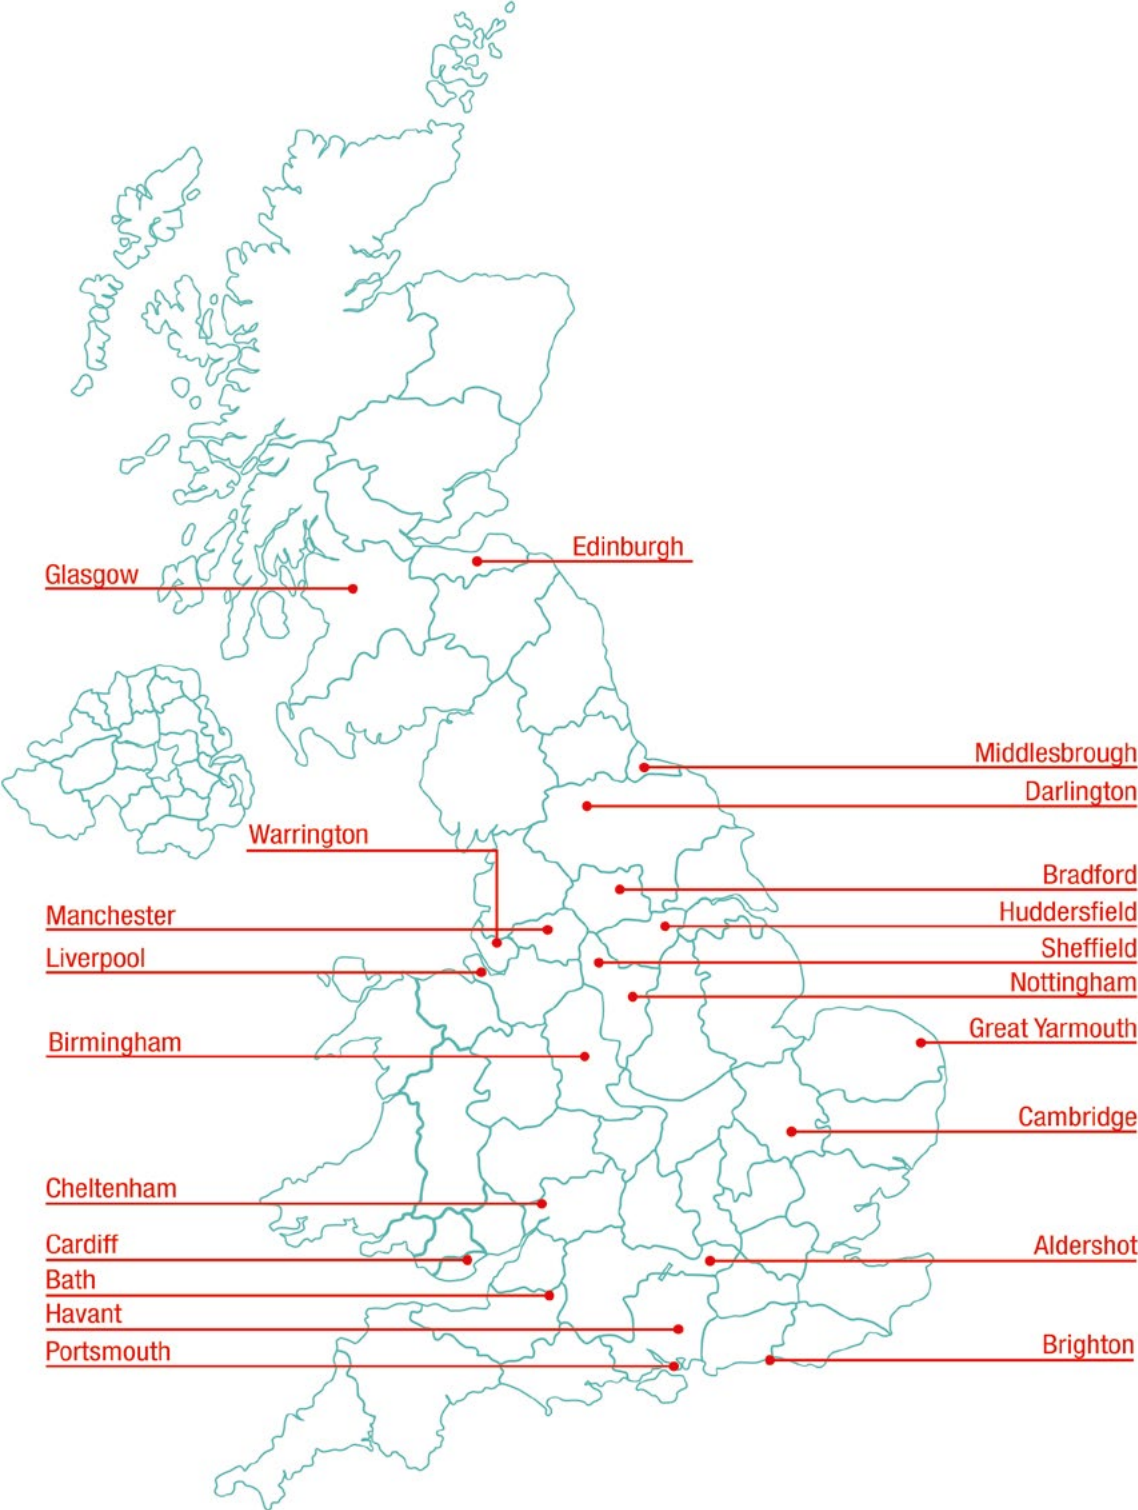 Edinburgh
Glasgow
Middlesbrough
Darlington
Warrington
Bradford
Huddersfield
Manchester
Sheffield
Liverpool
Nottingham
Great Yarmouth
Birmingham
Cambridge
Cheltenham
Cardiff
Aldershot
Bath
Havant
Brighton
Portsmouth